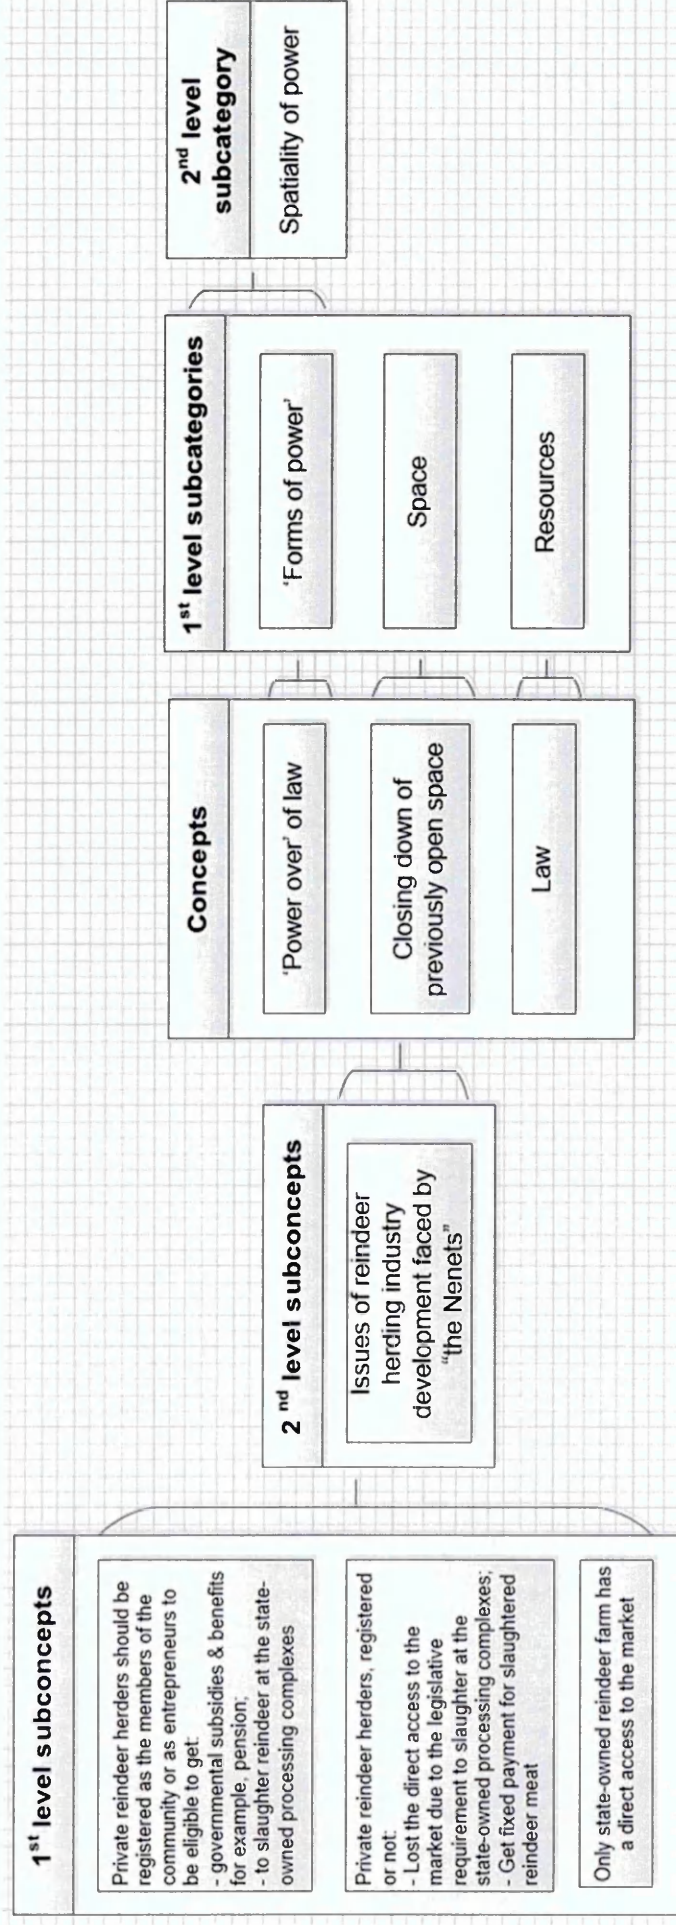 1st level subconcepts
Private reindeer herders should be
registered as the members of the
community or as entrepreneurs to
be eligible to get:
- governmental subsidies & benefits
for example, pension;
- to slaughter reindeer at the state-
owned processing complexes
Private reindeer herders, registered
or not:
- Lost the direct access to the
market due to the legislative
requirement to slaughter at the
state-owned processing complexes;
- Get fixed payment for slaughtered
reindeer meat
Only state-owned reindeer farm has
a direct access to the market
2 nd level subconcepts
Issues of reindeer
herding industry
development faced by
“the Nenets”
Concepts
‘Power over’ of law
Closing down of
previously open space
Law
1st level subcategories
‘Forms of power’
Space
Resources
2nd level
subcategory
Spatiality of power